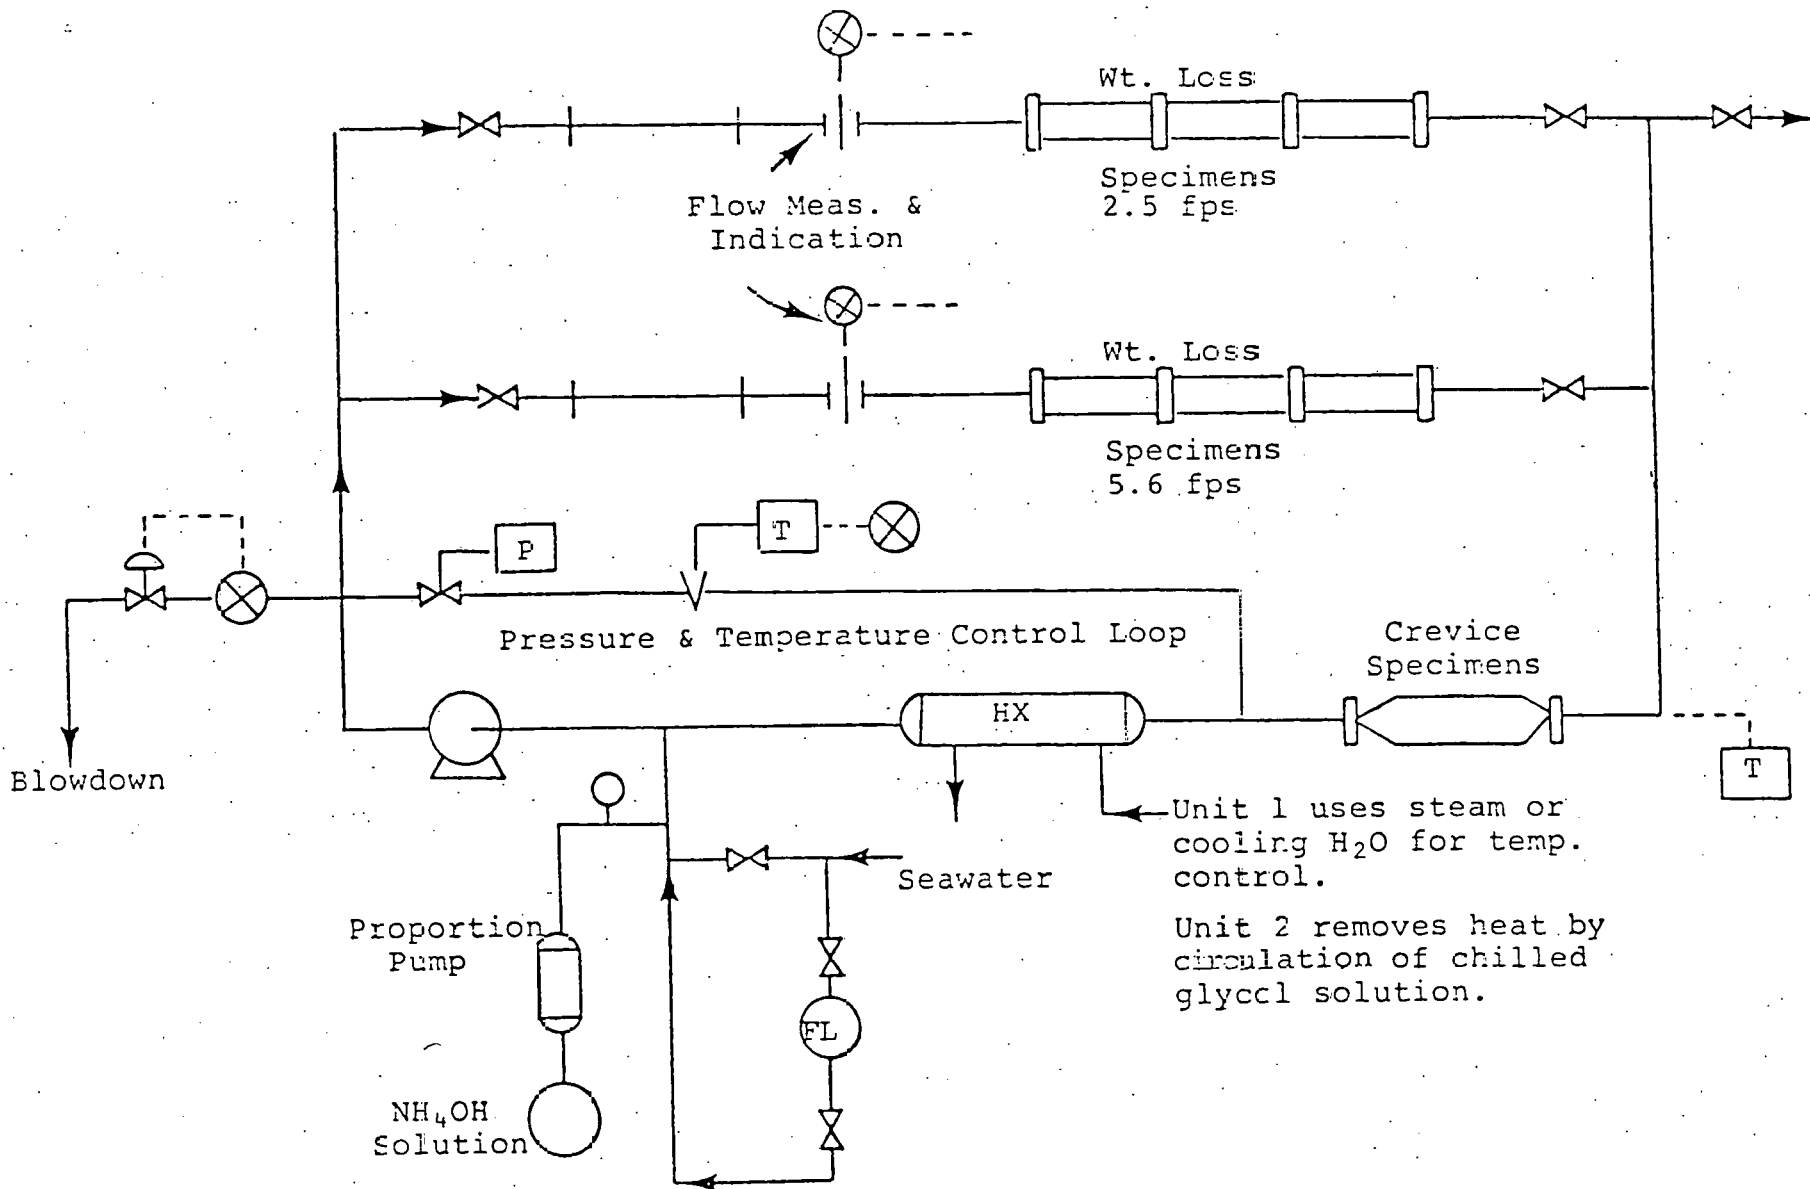 Wt. Loss
Specimens
2.5 fps
Flow Meas. &
Indication
Wt. Loss
Specimens
5.6 fps
P
T
Pressure & Temperature Control Loop
Crevice
Specimens
HX
T
Blowdown
Unit 1 uses steam or
cooling H₂O for temp.
control.
Seawater
Unit 2 removes heat by
circulation of chilled
glyccl solution.
Proportion
Pump
FL
NH₄OH
Solution